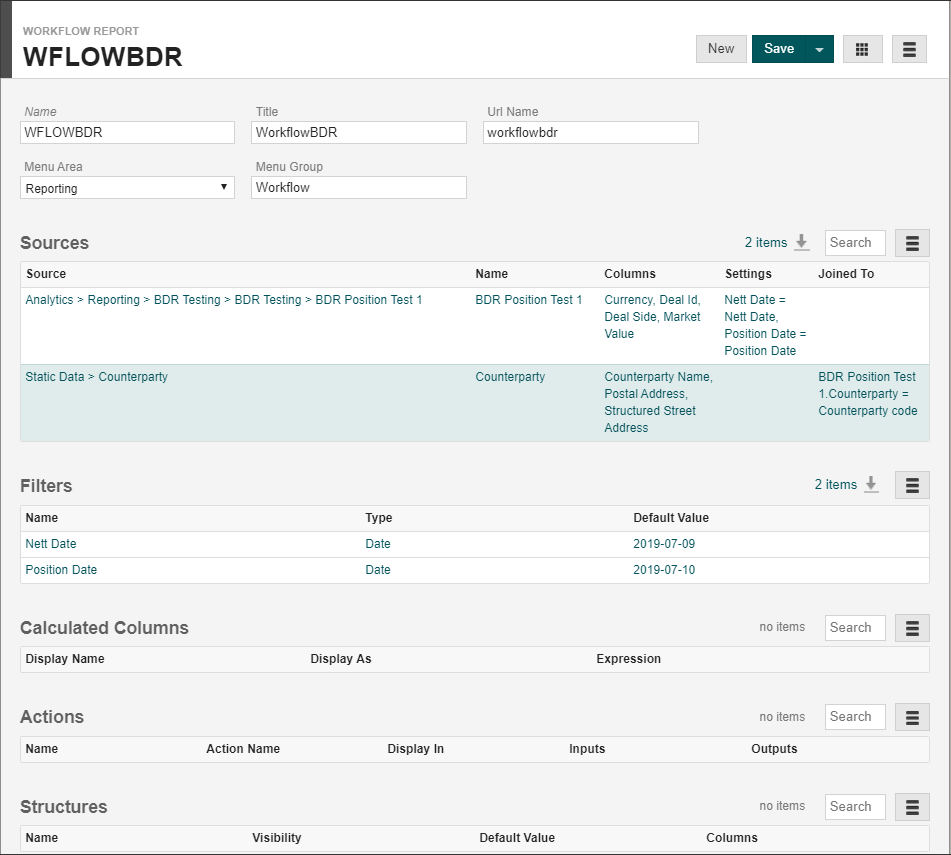 WORKFLOW REPORT
WFLOWBDR
New Save
Name Title Url Name
WFLOWBDR WorkflowBDR workflowbdr
Menu Area Menu Group
Reporting Workflow
Sources 2 items Search
Source Name Columns Settings Joined To
Analytics > Reporting > BDR Testing > BDR Testing > BDR Position Test 1 BDR Position Test 1 Currency, Deal Id, Nett Date =
Deal Side, Market Nett Date,
Value Position Date =
Position Date
Static Data > Counterparty Counterparty Counterparty Name, BDR Position Test
Postal Address, 1.Counterparty =
Structured Street Counterparty code
Address
Filters 2 items
Name Type Default Value
Nett Date Date 2019-07-09
Position Date Date 2019-07-10
Calculated Columns no items Search
Display Name Display As Expression
Actions no items Search
Name Action Name Display In Inputs Outputs
Structures no items Search
Name Visibility Default Value Columns